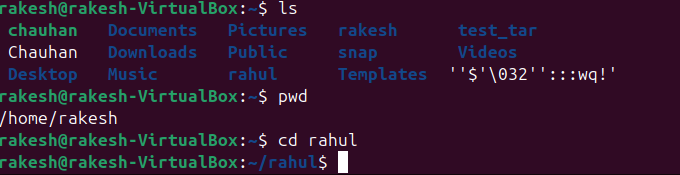 rakesh@rakesh-VirtualBox:~$ ls
chauhan Documents Pictures rakesh test_tar
Chauhan Downloads Public snap Videos
Desktop Music rahul Templates ''$'\032'':::wq!'
rakesh@rakesh-VirtualBox:~$ pwd
/home/rakesh
rakesh@rakesh-VirtualBox:~$ cd rahul
rakesh@rakesh-VirtualBox:~/rahul$